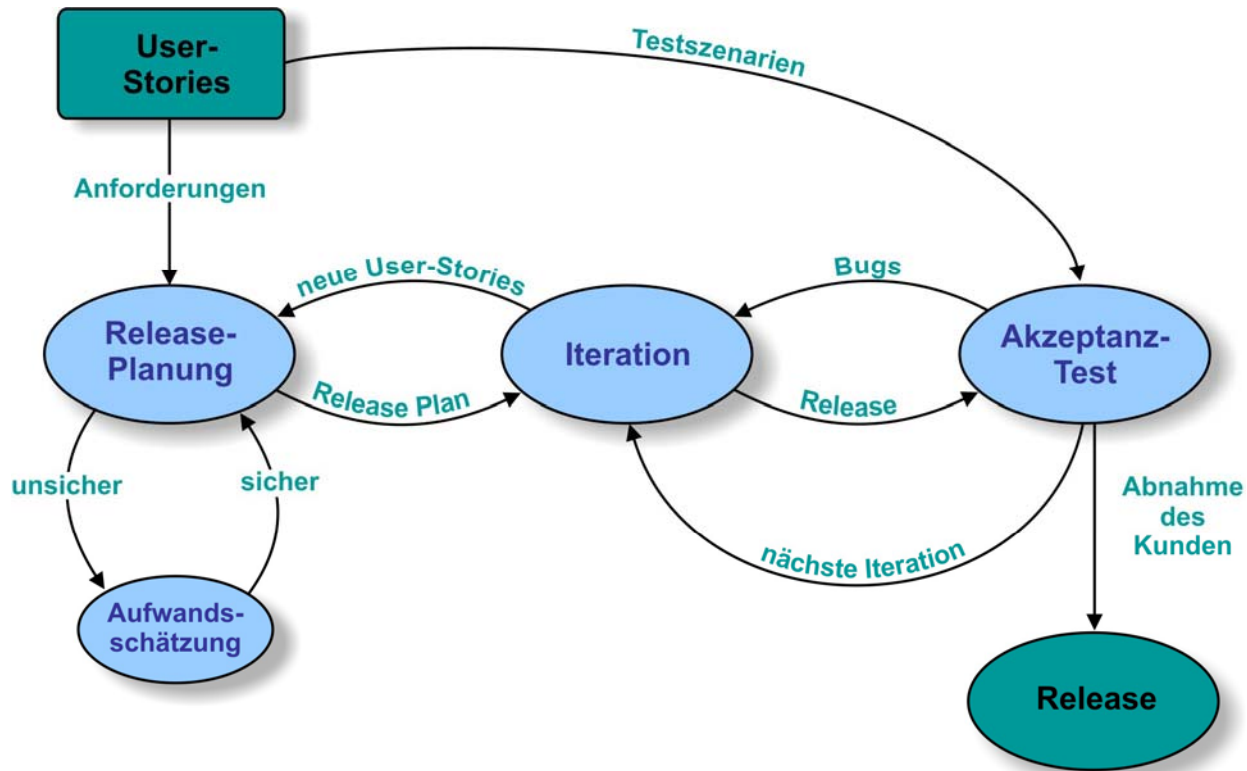 User-
Stories
Testszenarien
Anforderungen
neue User-Stories
Bugs
Release-
Planung
Iteration
Akzeptanz-
Test
Release Plan
Release
unsicher
sicher
Abnahme
des
Kunden
nächste Iteration
Aufwands-
schätzung
Release